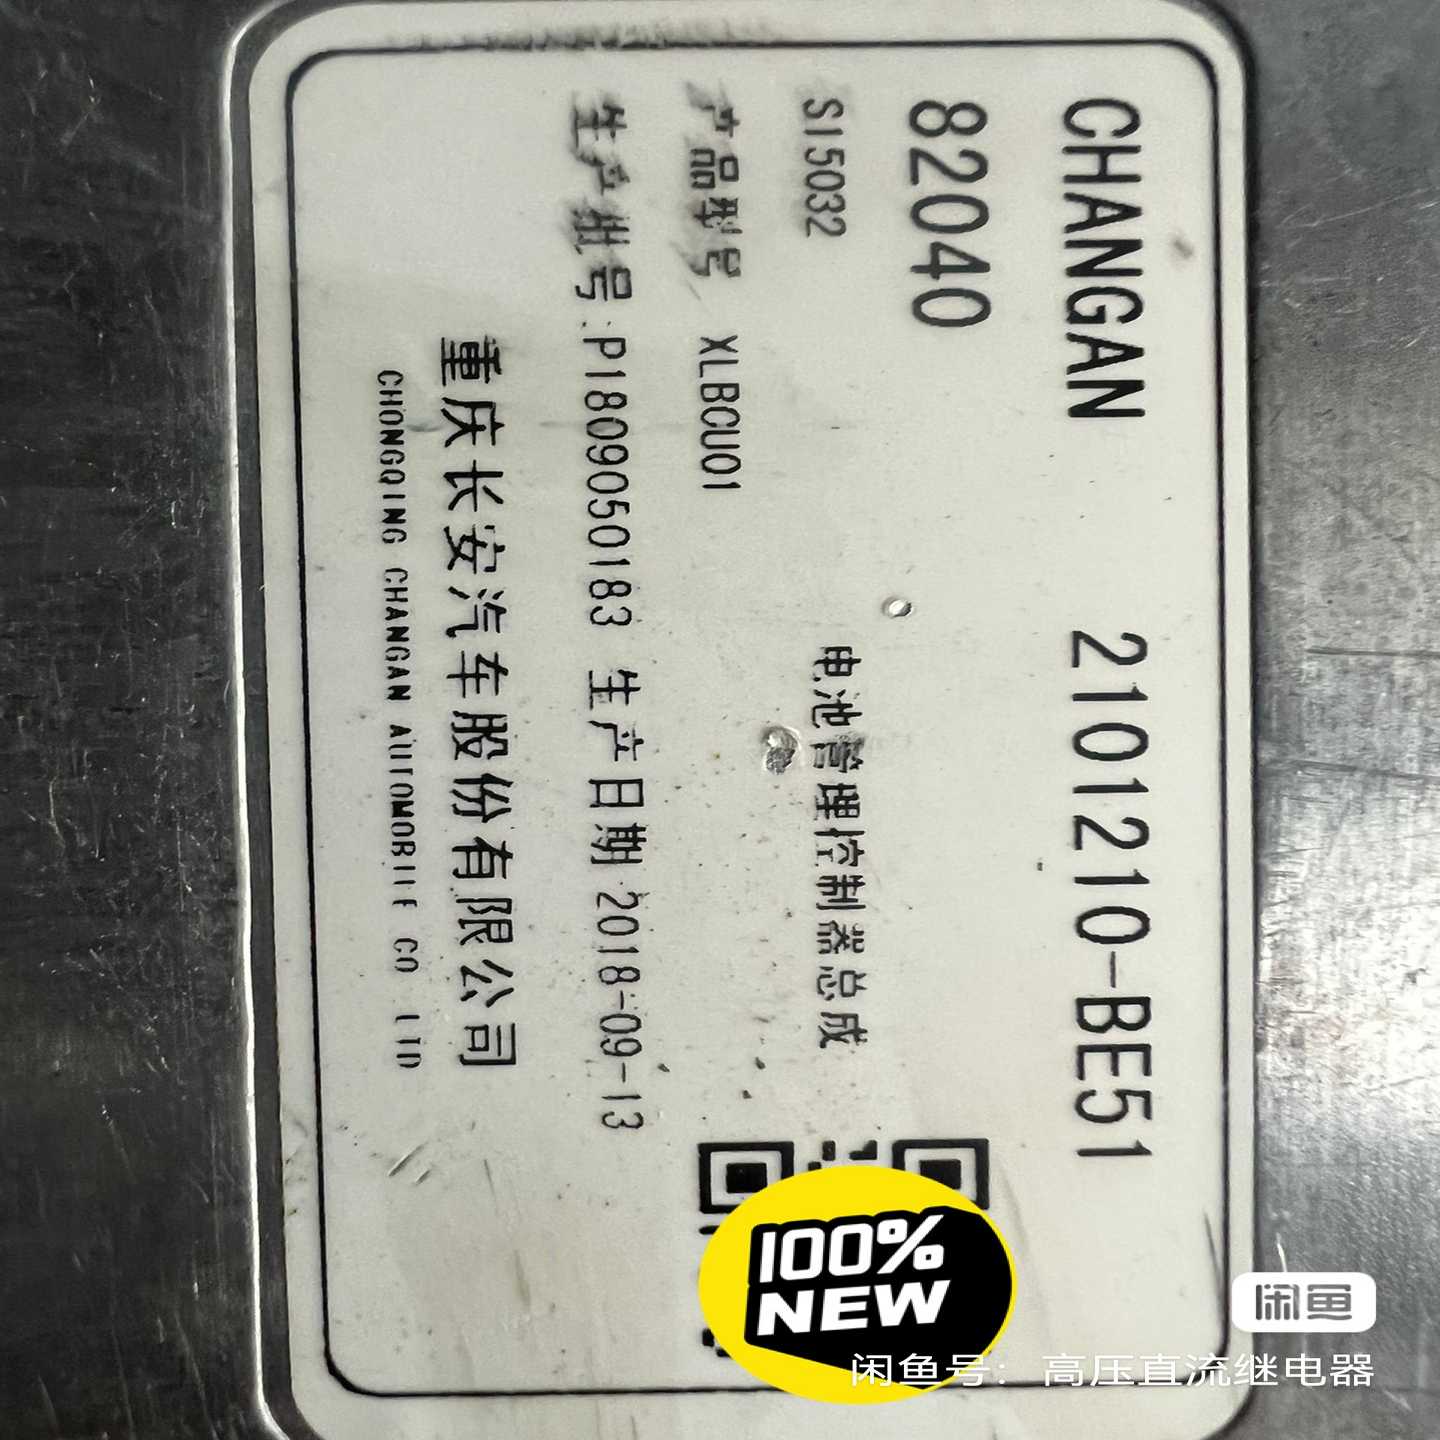 CHANGAN 2101210-BE51
82040
S15032 电池管理控制器总成
产品型号 XLBCU01
生产批号:P1809050183 生产日期 2018-09-13
重庆长安汽车股份有限公司
CHONGQING CHANGAN AUTOMOBILE CO LTD
100%
NEW
闲鱼
闲鱼号：高压直流继电器